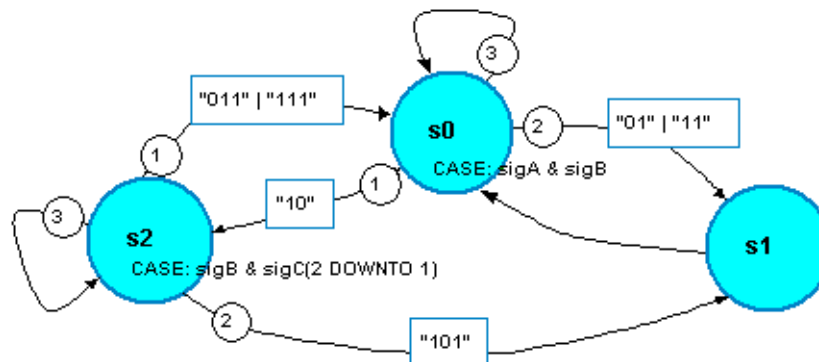 3
"011" | "111"
2
"01" | "11"
s0
1
CASE: sigA & sigB
1
"10"
3
s2
s1
CASE: sigB & sigC(2 DOWNTO 1)
2
"101"